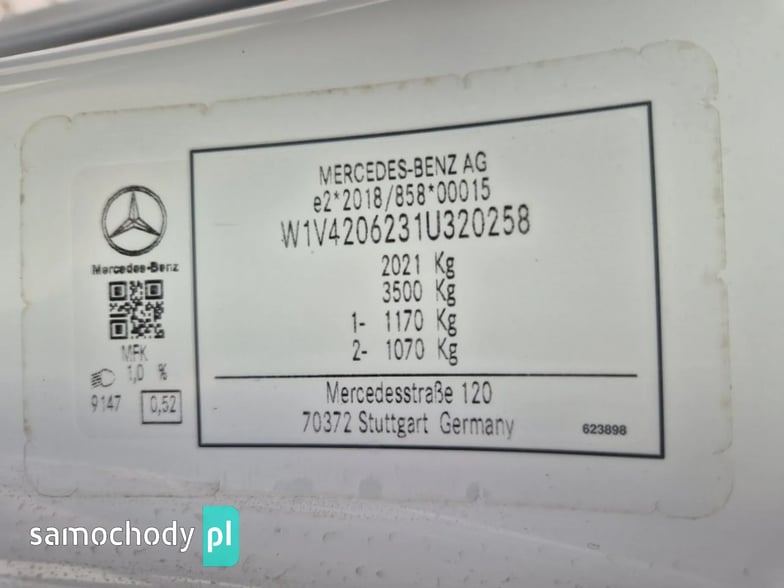 MERCEDES-BENZ AG
e2*2018/858*00015
W1V4206231U320258
2021 Kg
3500 Kg
1- 1170 Kg
2- 1070 Kg
Mercedesstraße 120
70372 Stuttgart Germany
623898
Mercedes-Benz
MFK
1,0 %
9147 0,52
samochody pl